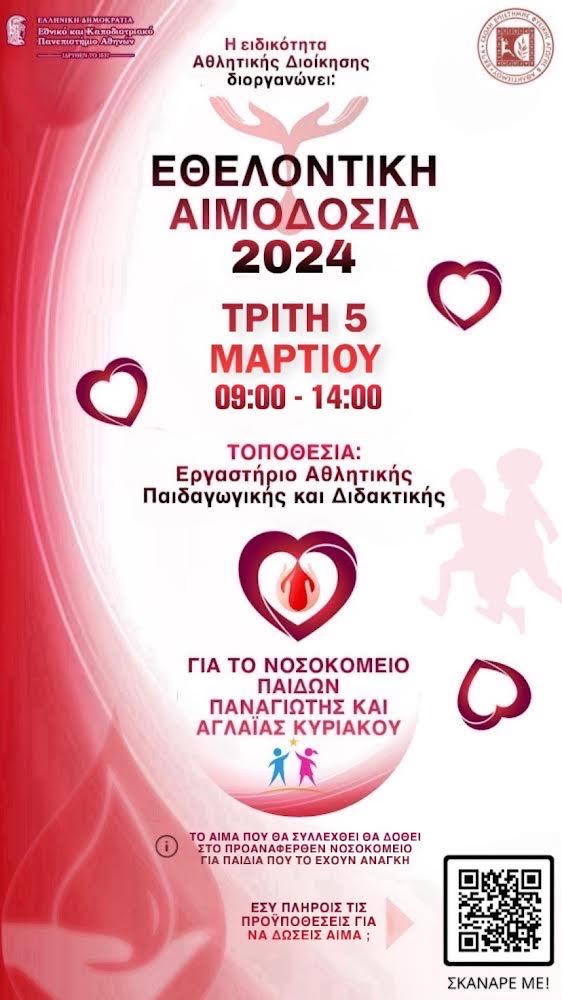 ΕΛΛΗΝΙΚΗ ΔΗΜΟΚΡΑΤΙΑ
Εθνικό και Καποδιστριακό
Πανεπιστήμιο Αθηνών
ΙΔΡΥΘΕΝ ΤΟ 1837
Η ειδικότητα
Αθλητικής Διοίκησης
διοργανώνει:
ΕΘΕΛΟΝΤΙΚΗ
ΑΙΜΟΔΟΣΙΑ
2024
ΤΡΙΤΗ 5
ΜΑΡΤΙΟΥ
09:00 - 14:00
ΤΟΠΟΘΕΣΙΑ:
Εργαστήριο Αθλητικής
Παιδαγωγικής και Διδακτικής
ΓΙΑ ΤΟ ΝΟΣΟΚΟΜΕΙΟ
ΠΑΙΔΩΝ
ΠΑΝΑΓΙΩΤΗΣ ΚΑΙ
ΑΓΛΑΪΑΣ ΚΥΡΙΑΚΟΥ
ΤΟ ΑΙΜΑ ΠΟΥ ΘΑ ΣΥΛΛΕΧΘΕΙ ΘΑ ΔΟΘΕΙ
ΣΤΟ ΠΡΟΑΝΑΦΕΡΘΕΝ ΝΟΣΟΚΟΜΕΙΟ
ΓΙΑ ΠΑΙΔΙΑ ΠΟΥ ΤΟ ΕΧΟΥΝ ΑΝΑΓΚΗ
ΕΣΥ ΠΛΗΡΟΙΣ ΤΙΣ
ΠΡΟΫΠΟΘΕΣΕΙΣ ΓΙΑ
ΝΑ ΔΩΣΕΙΣ ΑΙΜΑ ;
ΣΚΑΝΑΡΕ ΜΕ!